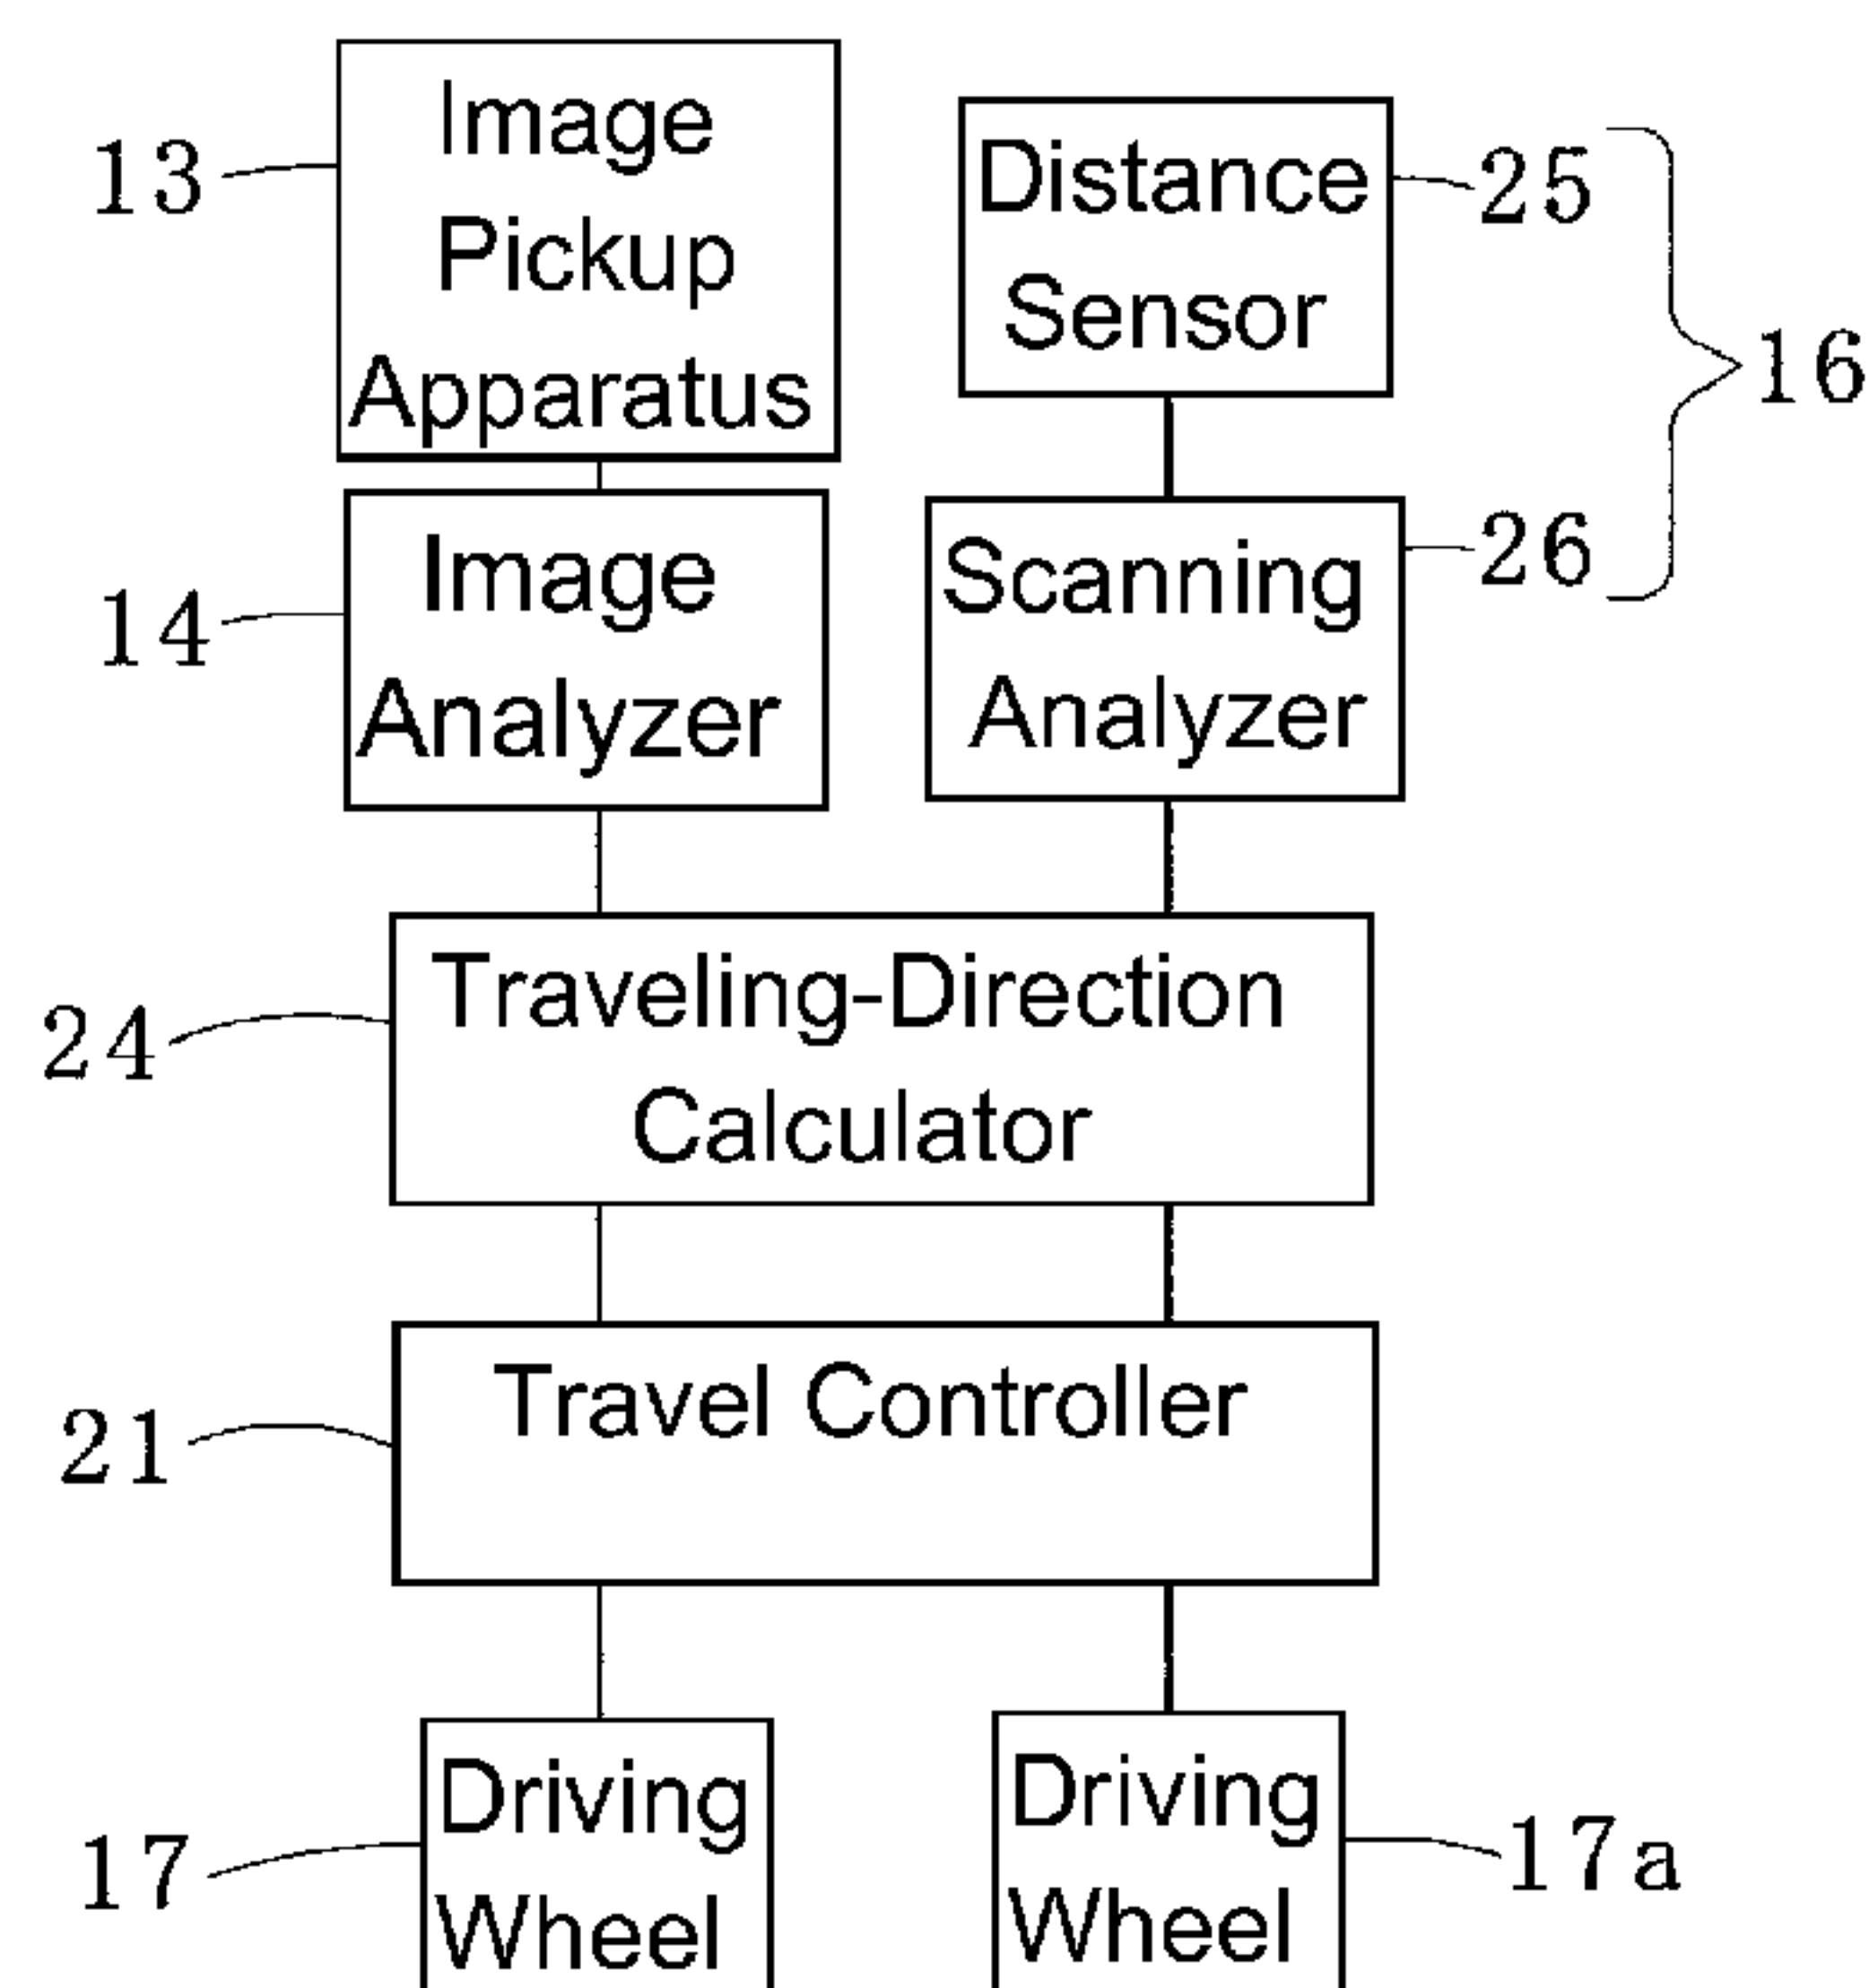 13
Image
Pickup
Apparatus
Distance
Sensor
25
16
14
Image
Analyzer
Scanning
Analyzer
26
24
Traveling-Direction
Calculator
21
Travel Controller
17
Driving
Wheel
Driving
Wheel
17a